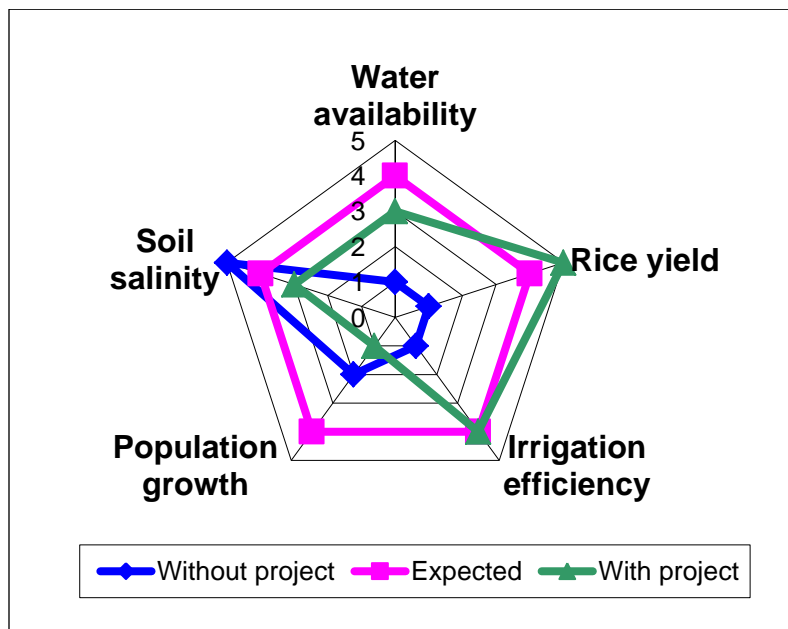 Water
availability
5
4
3
2
1
0
Rice yield
Soil
salinity
Population
growth
Irrigation
efficiency
Without project
Expected
With project